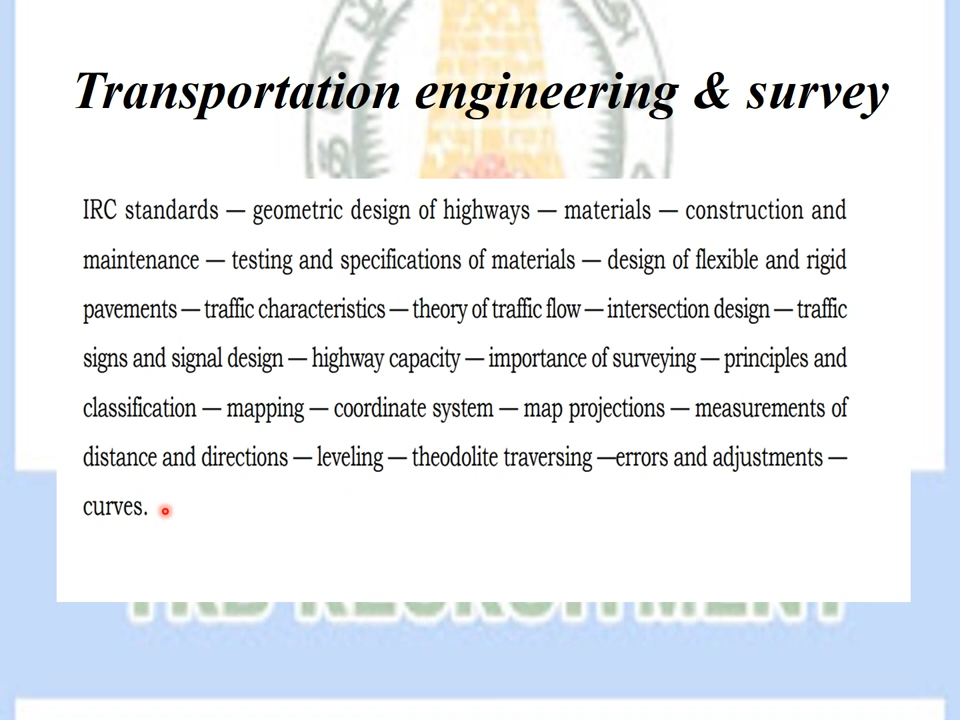 Transportation engineering & survey
IRC standards — geometric design of highways — materials — construction and
maintenance — testing and specifications of materials — design of flexible and rigid
pavements — traffic characteristics — theory of traffic flow — intersection design — traffic
signs and signal design — highway capacity — importance of surveying — principles and
classification — mapping — coordinate system — map projections — measurements of
distance and directions — leveling — theodolite traversing —errors and adjustments —
curves.
TRB RECRUITMENT